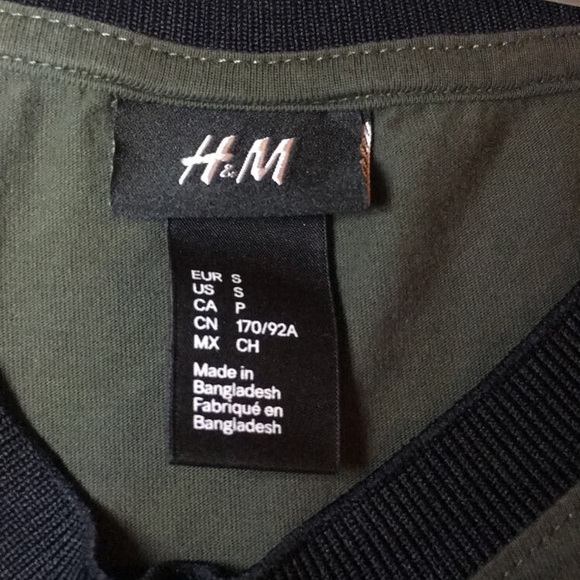 H&M
EUR S
US S
CA P
CN 170/92A
MX CH
Made in
Bangladesh
Fabriqué en
Bangladesh